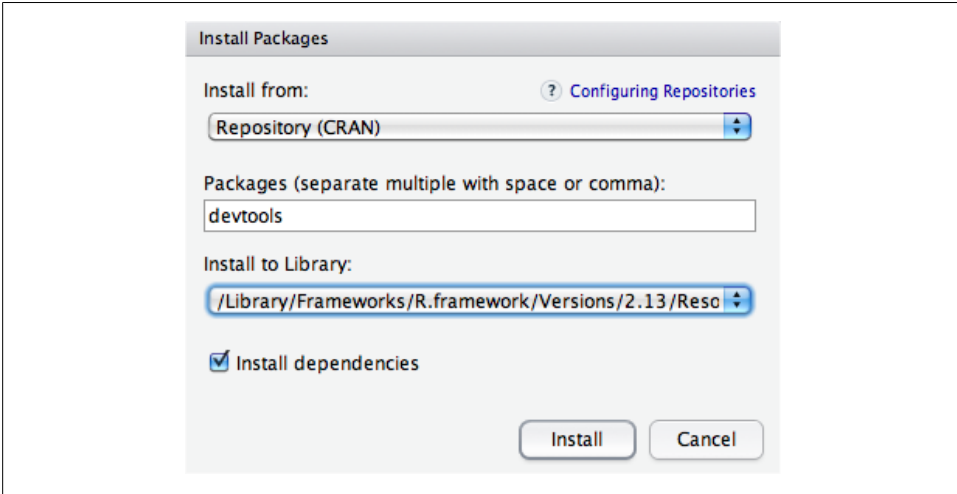 Install Packages
Install from:
? Configuring Repositories
Repository (CRAN)
Packages (separate multiple with space or comma):
devtools
Install to Library:
/Library/Frameworks/R.framework/Versions/2.13/Reso
Install dependencies
Install
Cancel